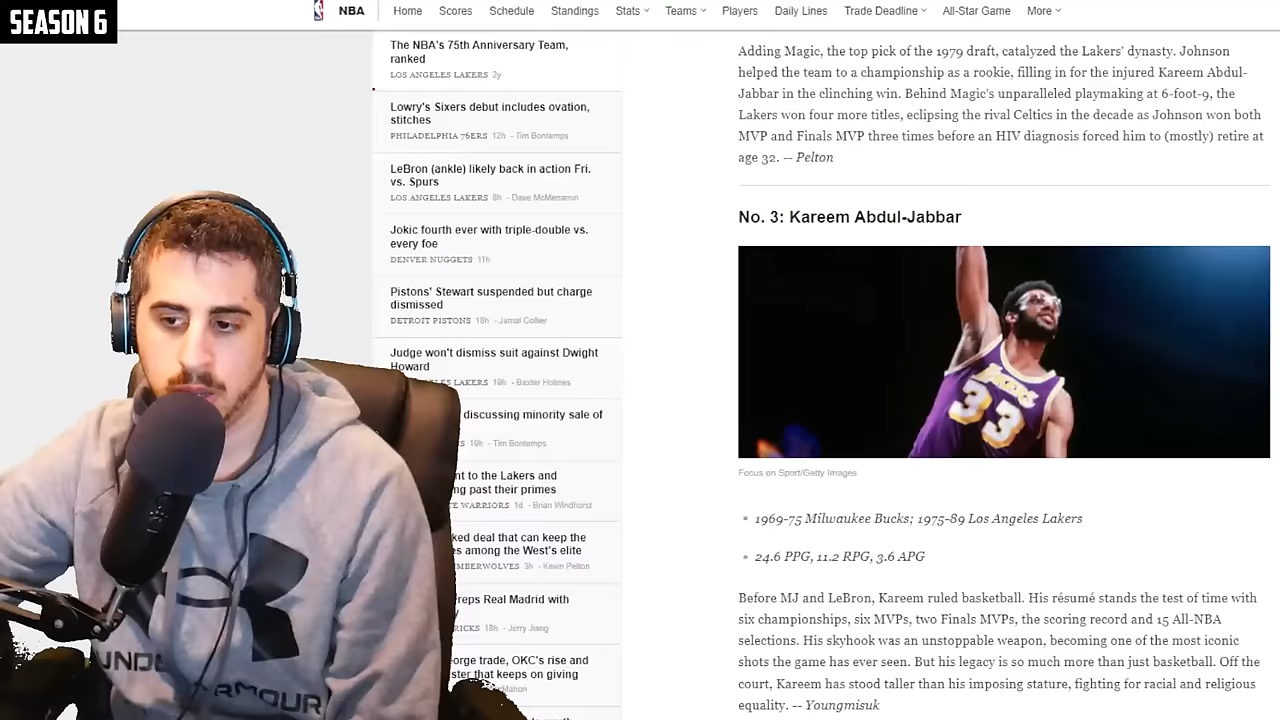 SEASON 6
NBA
Home
Scores
Schedule
Standings
Stats
Teams
Players
Daily Lines
Trade Deadline
All-Star Game
More
The NBA's 75th Anniversary Team,
ranked
LOS ANGELES LAKERS 2y
Lowry's Sixers debut includes ovation,
stitches
PHILADELPHIA 76ERS 12h - Tim Bontemps
LeBron (ankle) likely back in action Fri.
vs. Spurs
LOS ANGELES LAKERS 8h - Dave McMenamin
Jokic fourth ever with triple-double vs.
every foe
DENVER NUGGETS 11h
Pistons' Stewart suspended but charge
dismissed
DETROIT PISTONS 18h - Jamal Collier
Judge won't dismiss suit against Dwight
Howard
LAKERS 19h - Baxter Holmes
discussing minority sale of
Tim Bontemps
to the Lakers and
past their primes
WARRIORS 1d - Brian Windhorst
deal that can keep the
among the West's elite
3h - Kevin Pelton
reps Real Madrid with
18h - Jerry Jiang
trade, OKC's rise and
that keeps on giving
Adding Magic, the top pick of the 1979 draft, catalyzed the Lakers' dynasty. Johnson
helped the team to a championship as a rookie, filling in for the injured Kareem Abdul-
Jabbar in the clinching win. Behind Magic's unparalleled playmaking at 6-foot-9, the
Lakers won four more titles, eclipsing the rival Celtics in the decade as Johnson won both
MVP and Finals MVP three times before an HIV diagnosis forced him to (mostly) retire at
age 32. -- Pelton
No. 3: Kareem Abdul-Jabbar
LAKERS
33
Focus on Sport/Getty Images
1969-75 Milwaukee Bucks; 1975-89 Los Angeles Lakers
24.6 PPG, 11.2 RPG, 3.6 APG
Before MJ and LeBron, Kareem ruled basketball. His résumé stands the test of time with
six championships, six MVPs, two Finals MVPs, the scoring record and 15 All-NBA
selections. His skyhook was an unstoppable weapon, becoming one of the most iconic
shots the game has ever seen. But his legacy is so much more than just basketball. Off the
court, Kareem has stood taller than his imposing stature, fighting for racial and religious
equality. -- Youngmisuk